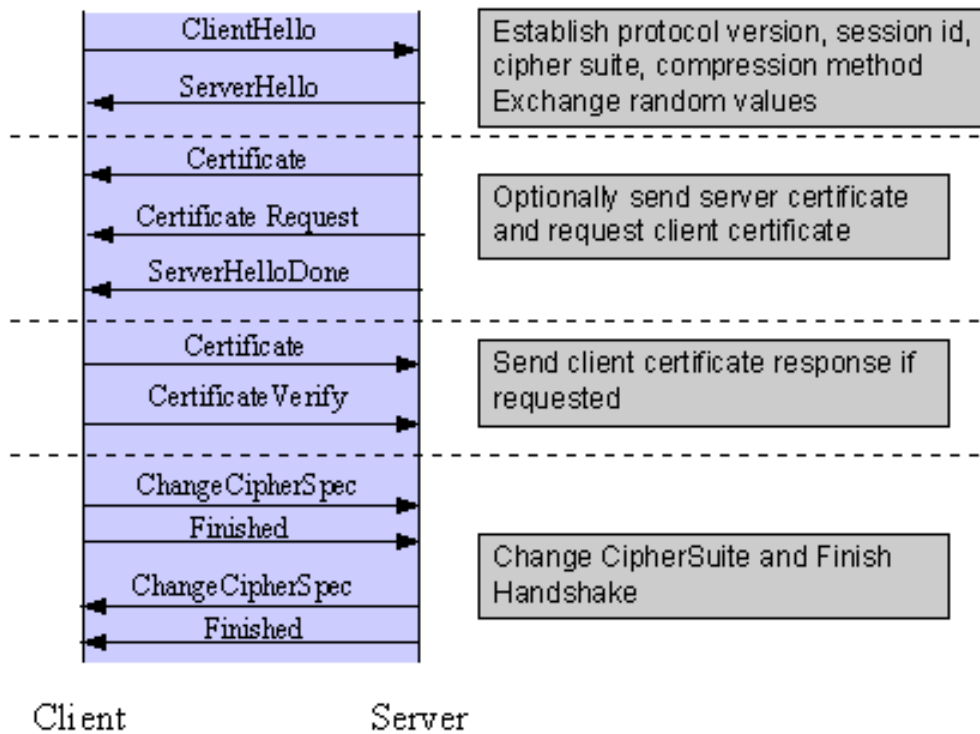 ClientHello
ServerHello
Establish protocol version, session id,
cipher suite, compression method
Exchange random values
Certificate
Certificate Request
ServerHelloDone
Optionally send server certificate
and request client certificate
Certificate
CertificateVerify
Send client certificate response if
requested
ChangeCipherSpec
Finished
ChangeCipherSpec
Finished
Change CipherSuite and Finish
Handshake
Client
Server